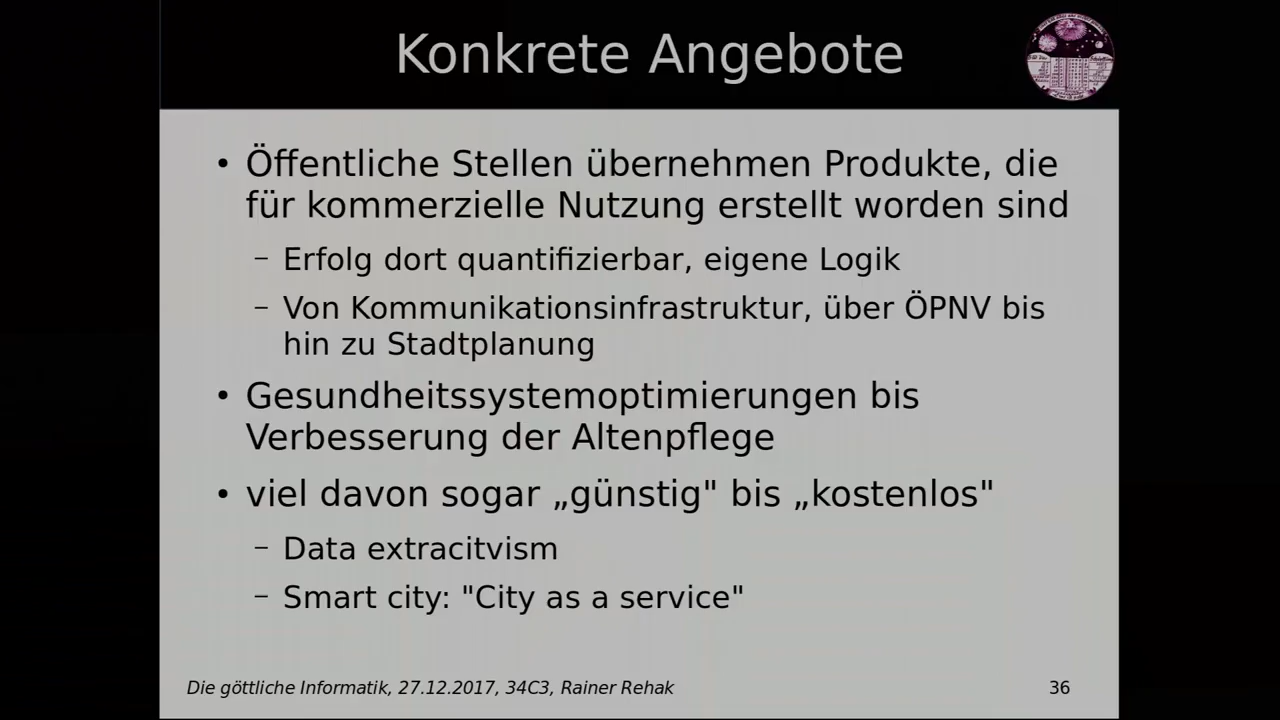 Konkrete Angebote
• Öffentliche Stellen übernehmen Produkte, die
für kommerzielle Nutzung erstellt worden sind
– Erfolg dort quantifizierbar, eigene Logik
– Von Kommunikationsinfrastruktur, über ÖPNV bis
hin zu Stadtplanung
• Gesundheitssystemoptimierungen bis
Verbesserung der Altenpflege
• viel davon sogar „günstig" bis „kostenlos"
– Data extracitvism
– Smart city: "City as a service"
Die göttliche Informatik, 27.12.2017, 34C3, Rainer Rehak
36